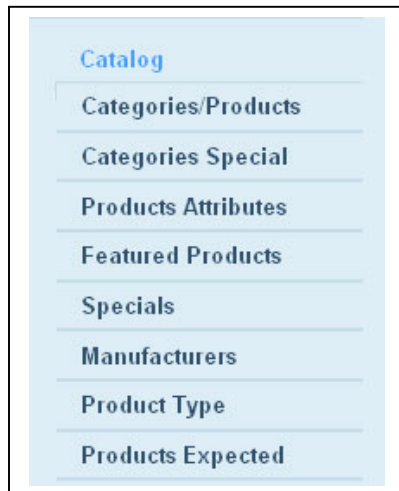 Catalog
Categories/Products
Categories Special
Products Attributes
Featured Products
Specials
Manufacturers
Product Type
Products Expected